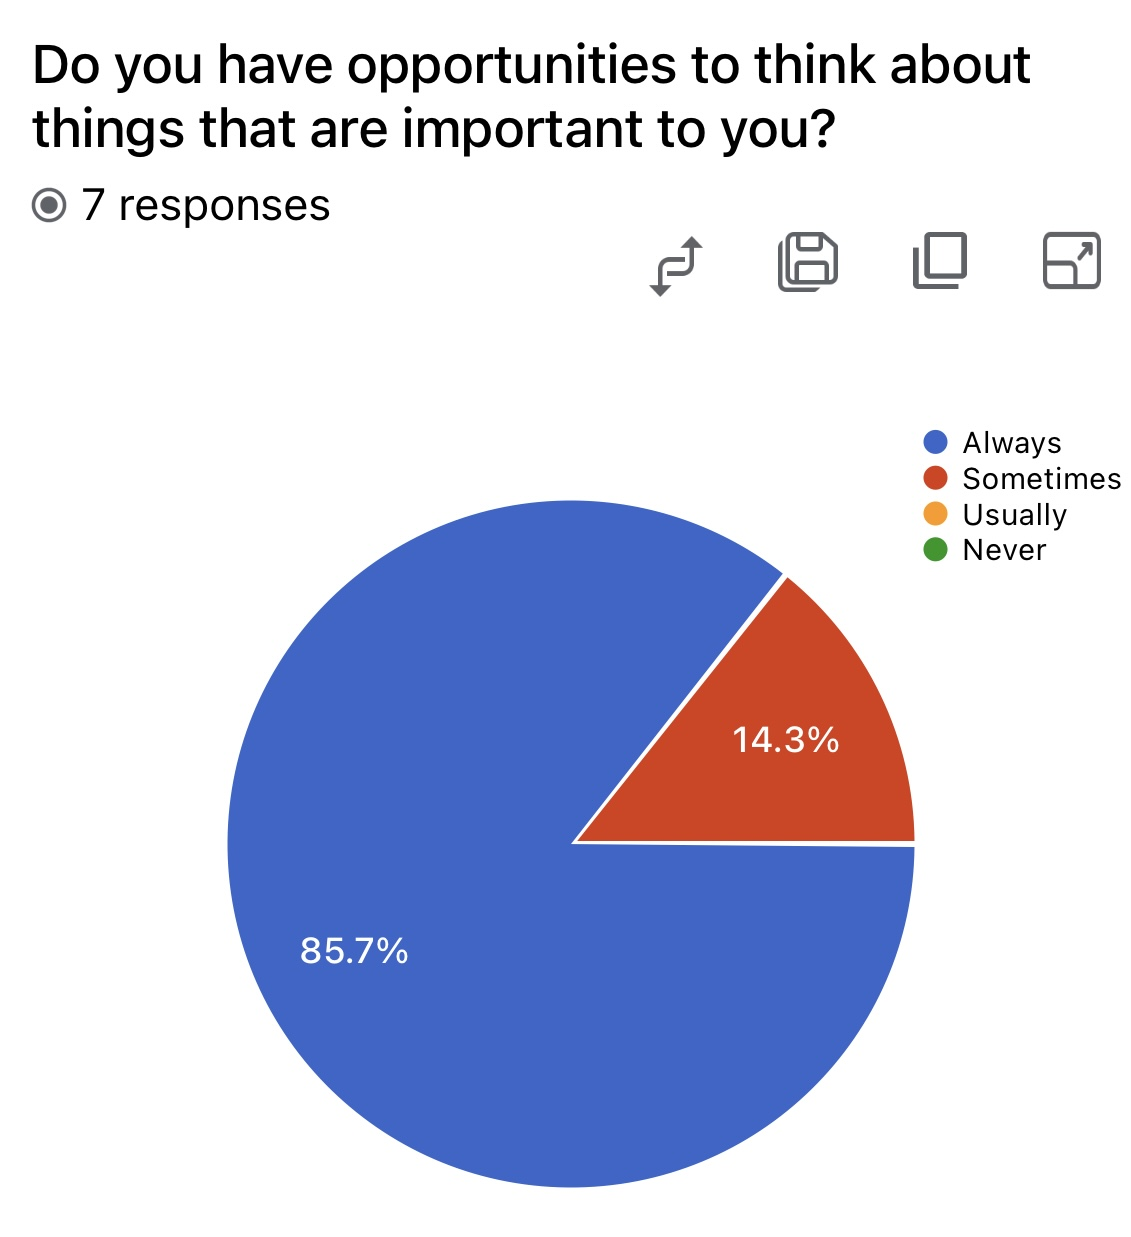 Do you have opportunities to think about
things that are important to you?
7 responses
Always
Sometimes
Usually
Never
14.3%
85.7%